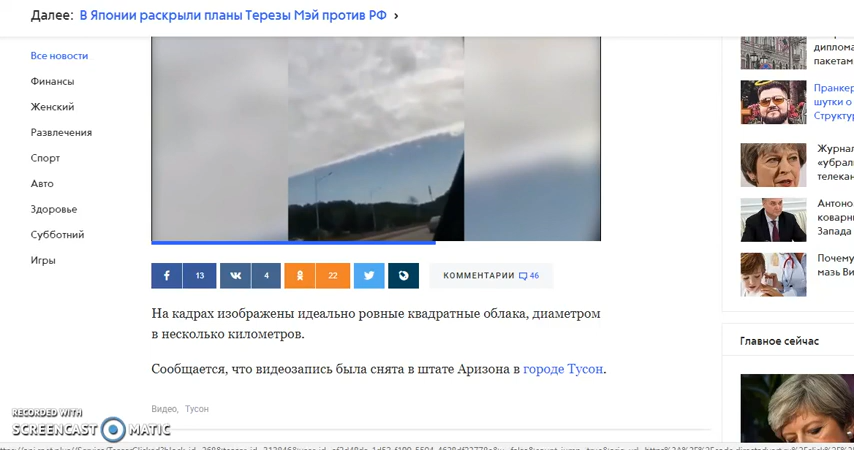 Далее: В Японии раскрыли планы Терезы Мэй против РФ ›
Все новости
Финансы
Женский
Развлечения
Спорт
Авто
Здоровье
Субботний
Игры
13
4
22
КОММЕНТАРИИ 46
На кадрах изображены идеально ровные квадратные облака, диаметром
в несколько километров.
Сообщается, что видеозапись была снята в штате Аризона в городе Тусон.
Видео, Тусон
диплома
пакетам
Пранкер
шутки о
Структур
Журнал
«убрал
телекан
Антоно
коварн
Запада
Почему
мазь Ви
Главное сейчас
RECORDED WITH
SCREENCAST MATIC